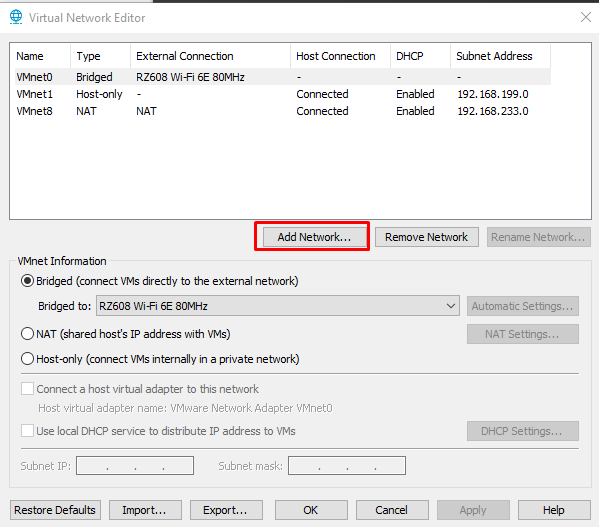 Virtual Network Editor
Name Type External Connection Host Connection DHCP Subnet Address
VMnet0 Bridged RZ608 Wi-Fi 6E 80MHz - - -
VMnet1 Host-only - Connected Enabled 192.168.199.0
VMnet8 NAT NAT Connected Enabled 192.168.233.0
Add Network... Remove Network Rename Network...
VMnet Information
Bridged (connect VMs directly to the external network)
Bridged to: RZ608 Wi-Fi 6E 80MHz Automatic Settings...
NAT (shared host's IP address with VMs) NAT Settings...
Host-only (connect VMs internally in a private network)
Connect a host virtual adapter to this network
Host virtual adapter name: VMware Network Adapter VMnet0
Use local DHCP service to distribute IP address to VMs DHCP Settings...
Subnet IP: . . . Subnet mask: . . .
Restore Defaults Import... Export... OK Cancel Apply Help